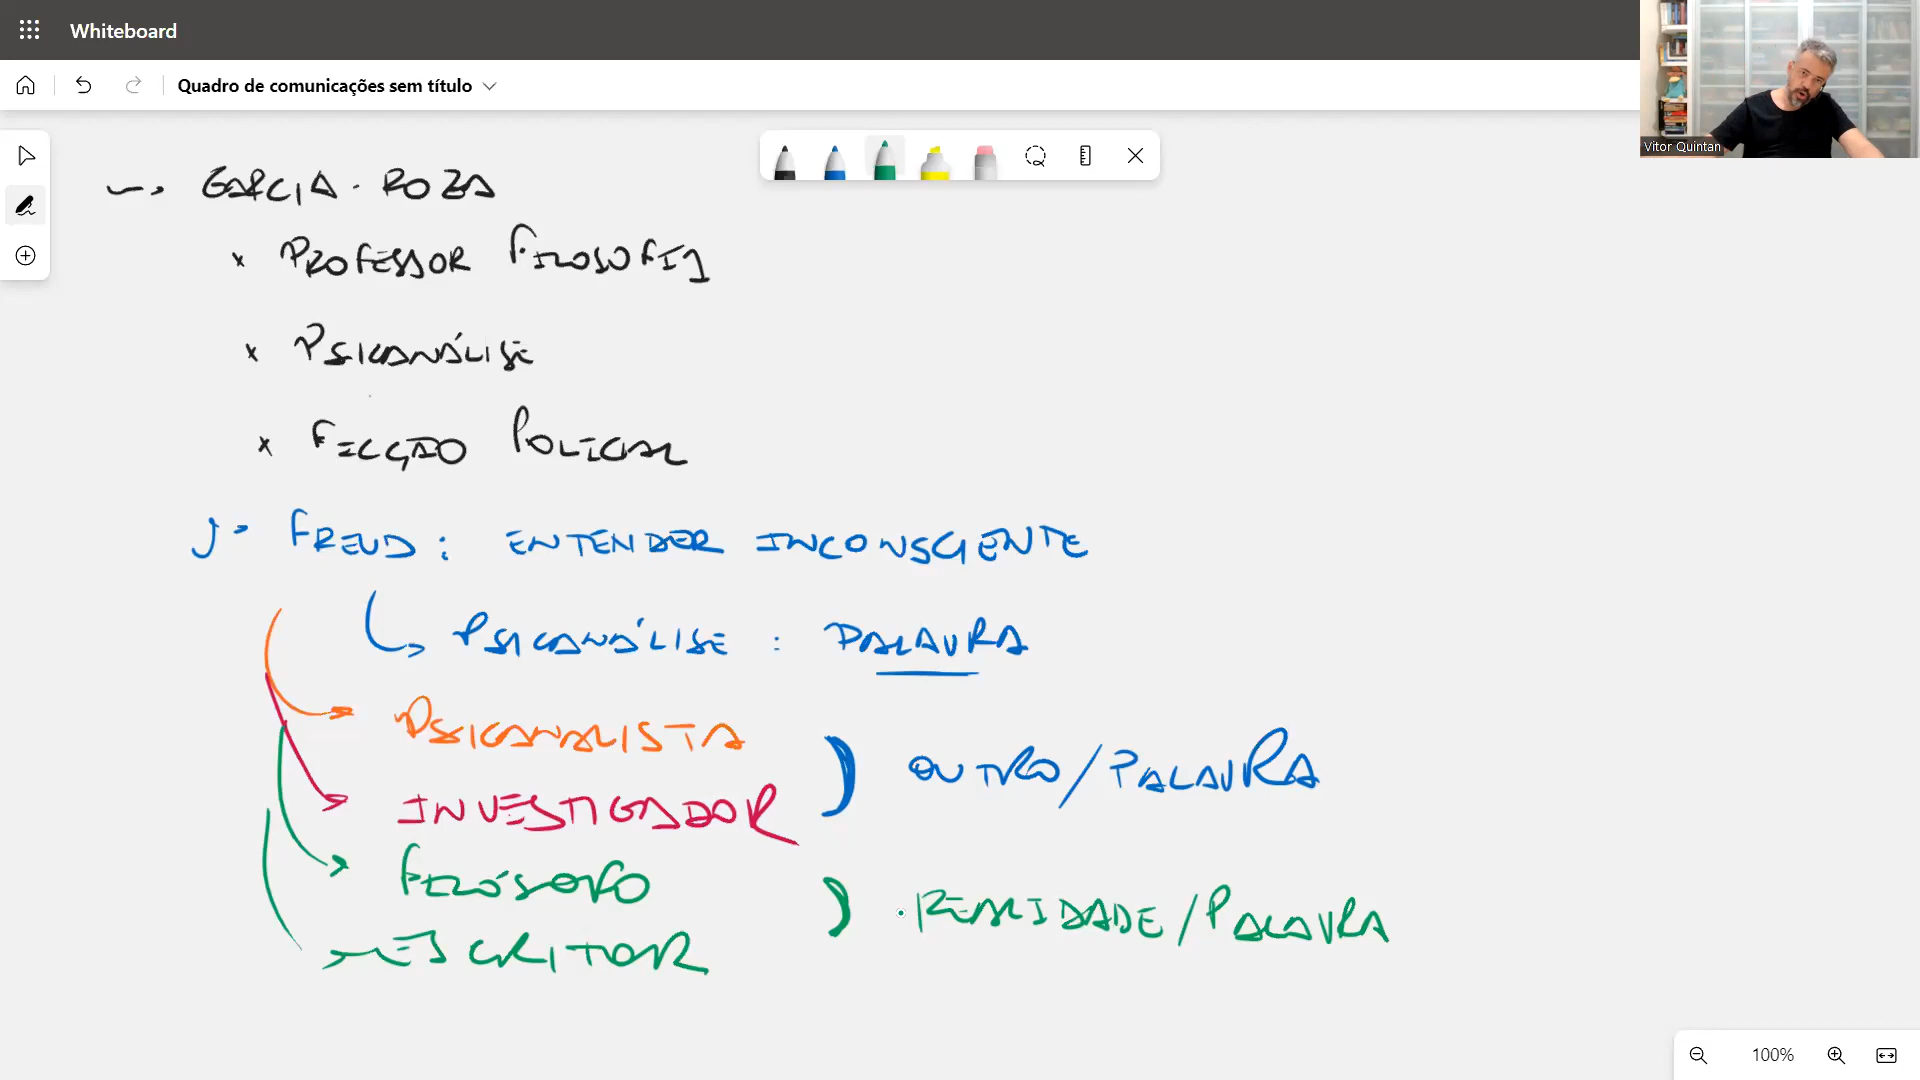 Whiteboard
Quadro de comunicações sem título
Vitor Quintan
GARCIA-ROZA
x PROFESSOR FILOSOFIA
x PSICANÁLISE
x FICÇÃO POLICIAL
FREUD: ENTENDER INCONSCIENTE
PSICANÁLISE: PALAVRA
PSICANALISTA
INVESTIGADOR
OUTRO/PALAVRA
FILÓSOFO
ESCRITOR
REALIDADE/PALAVRA
100%